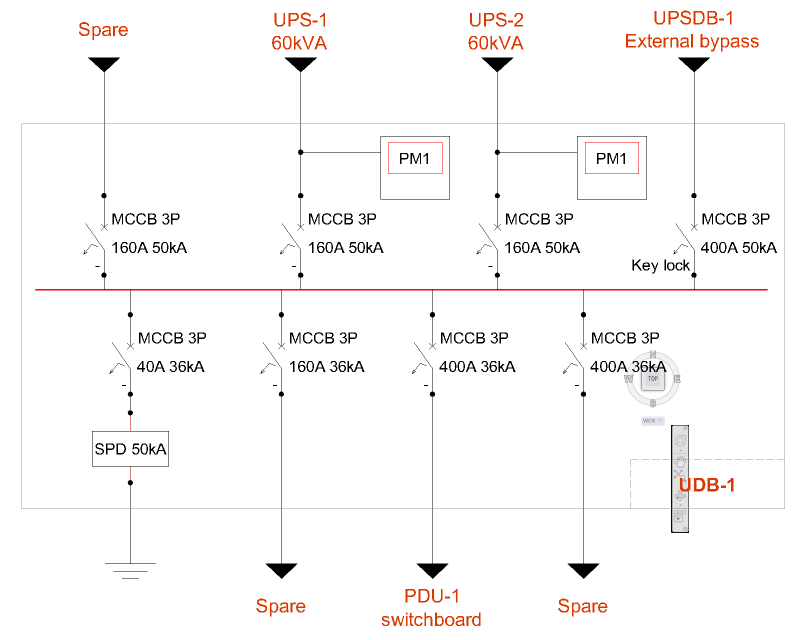 Spare
UPS-1
60kVA
UPS-2
60kVA
UPSDB-1
External bypass
PM1
PM1
MCCB 3P
160A 50kA
MCCB 3P
160A 50kA
MCCB 3P
160A 50kA
MCCB 3P
400A 50kA
Key lock
MCCB 3P
40A 36kA
MCCB 3P
160A 36kA
MCCB 3P
400A 36kA
MCCB 3P
400A 36kA
N
W
TOP
E
S
WCS
SPD 50kA
UDB-1
Spare
PDU-1
switchboard
Spare